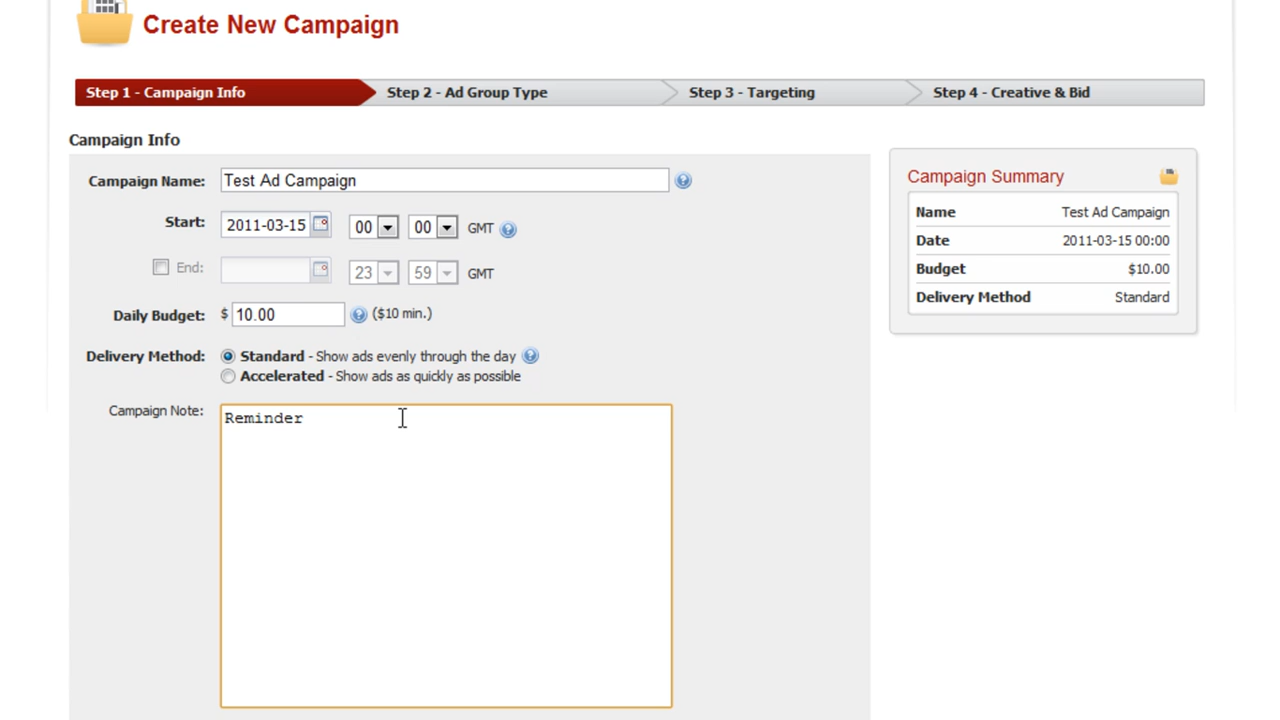 Create New Campaign
Step 1 - Campaign Info
Step 2 - Ad Group Type
Step 3 - Targeting
Step 4 - Creative & Bid
Campaign Info
Campaign Name: Test Ad Campaign
Start: 2011-03-15 00 00 GMT
End: 23 59 GMT
Daily Budget: $ 10.00 ($10 min.)
Delivery Method: Standard - Show ads evenly through the day
Accelerated - Show ads as quickly as possible
Campaign Note: Reminder
Campaign Summary
Name Test Ad Campaign
Date 2011-03-15 00:00
Budget $10.00
Delivery Method Standard